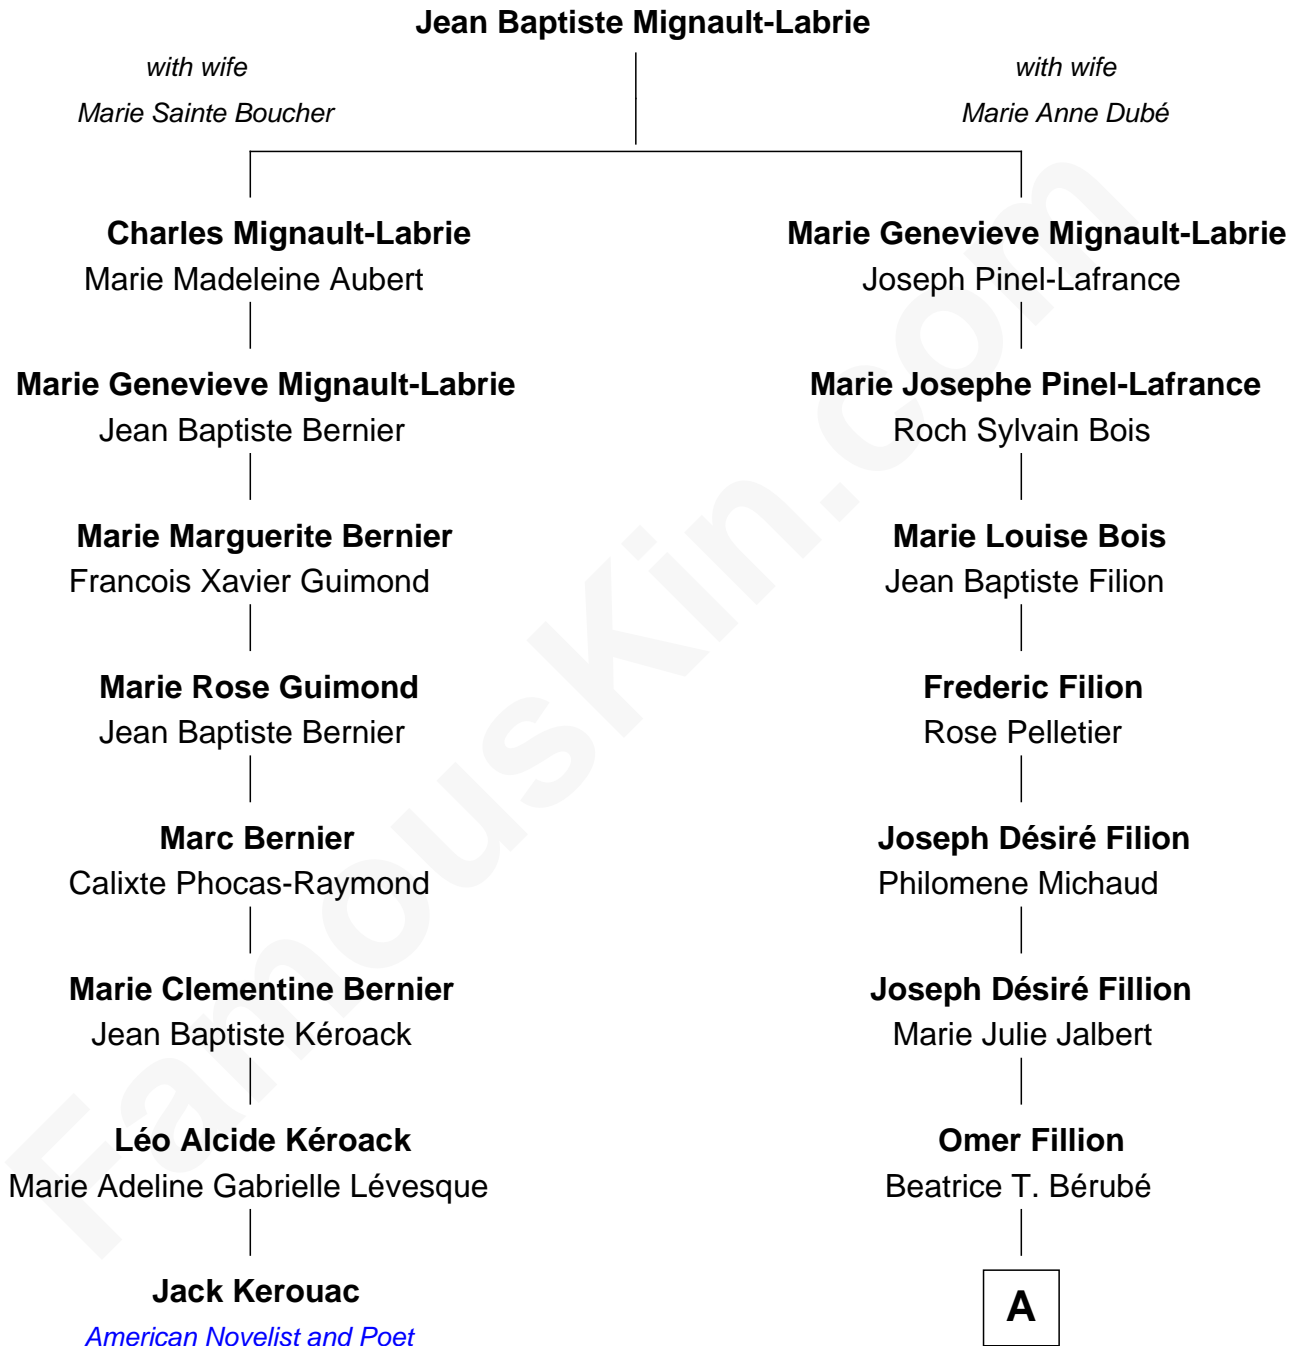 Jean Baptiste Mignault-Labrie
with wife
Marie Sainte Boucher
with wife
Marie Anne Dubé
Charles Mignault-Labrie
Marie Madeleine Aubert
Marie Genevieve Mignault-Labrie
Joseph Pinel-Lafrance
Marie Genevieve Mignault-Labrie
Jean Baptiste Bernier
Marie Josephe Pinel-Lafrance
Roch Sylvain Bois
Marie Marguerite Bernier
Francois Xavier Guimond
Marie Louise Bois
Jean Baptiste Filion
Marie Rose Guimond
Jean Baptiste Bernier
Frederic Filion
Rose Pelletier
Marc Bernier
Calixte Phocas-Raymond
Joseph Désiré Filion
Philomene Michaud
Marie Clementine Bernier
Jean Baptiste Kéroack
Joseph Désiré Fillion
Marie Julie Jalbert
Léo Alcide Kéroack
Marie Adeline Gabrielle Lévesque
Omer Fillion
Beatrice T. Bérubé
Jack Kerouac
American Novelist and Poet
A
FamousKin.com